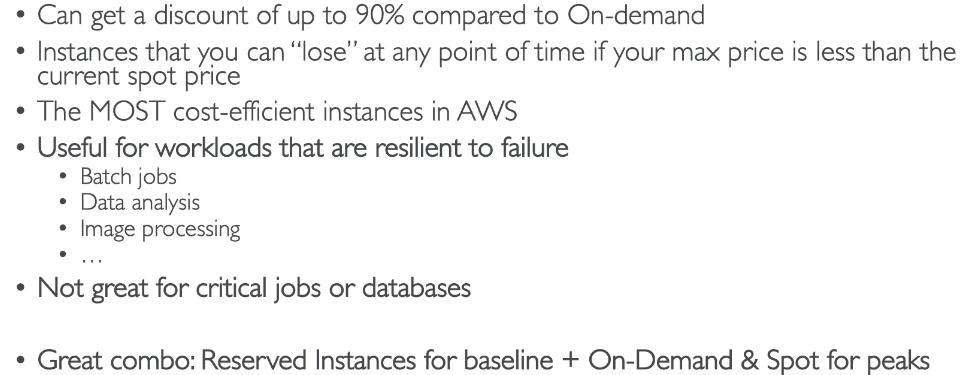 • Can get a discount of up to 90% compared to On-demand
• Instances that you can “lose” at any point of time if your max price is less than the
current spot price
• The MOST cost-efficient instances in AWS
• Useful for workloads that are resilient to failure
• Batch jobs
• Data analysis
• Image processing
• …
• Not great for critical jobs or databases
• Great combo: Reserved Instances for baseline + On-Demand & Spot for peaks